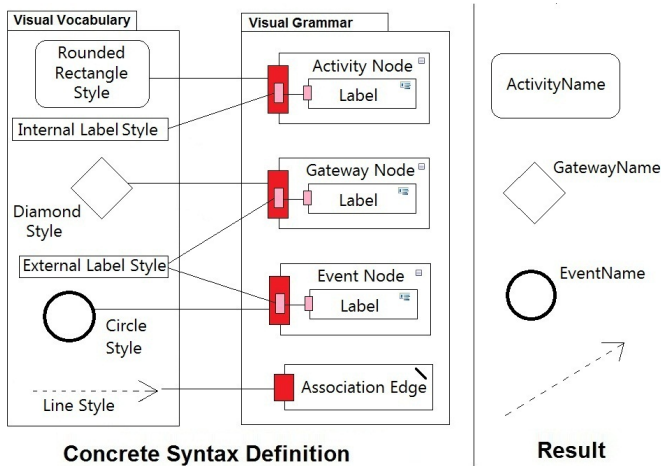 Visual Vocabulary
Rounded
Rectangle
Style
Internal Label Style
Diamond
Style
External Label Style
Circle
Style
Line Style
Visual Grammar
Activity Node
Label
Gateway Node
Label
Event Node
Label
Association Edge
Concrete Syntax Definition
ActivityName
GatewayName
EventName
Result